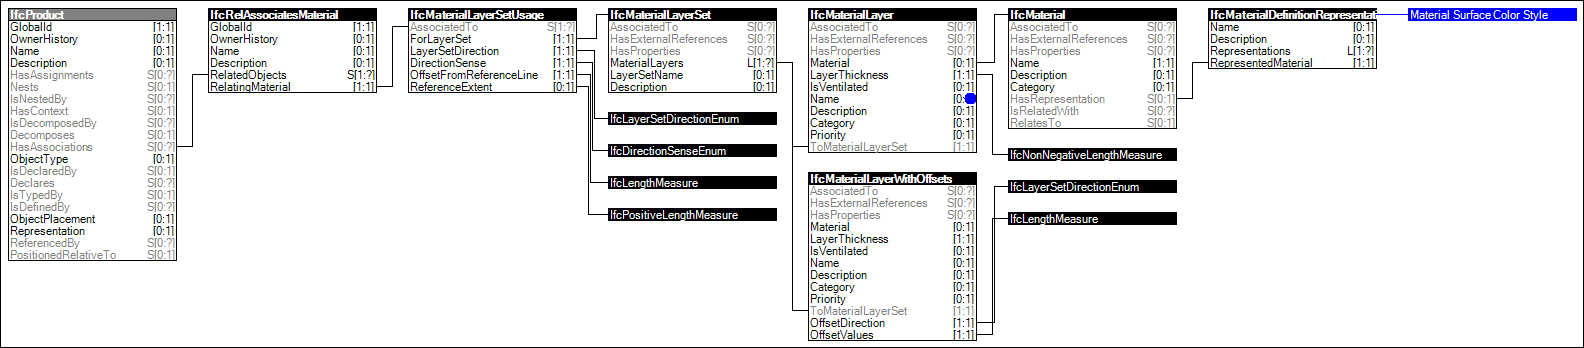 IfcProduct
GlobalId [1:1]
OwnerHistory [0:1]
Name [0:1]
Description [0:1]
HasAssignments S[0:?]
Nests S[0:1]
IsNestedBy S[0:?]
HasContext S[0:1]
IsDecomposedBy S[0:?]
Decomposes S[0:1]
HasAssociations S[0:?]
ObjectType [0:1]
IsDeclaredBy S[0:1]
Declares S[0:?]
IsTypedBy S[0:1]
IsDefinedBy S[0:?]
ObjectPlacement [0:1]
Representation [0:1]
ReferencedBy S[0:?]
PositionedRelativeTo S[0:1]
IfcRelAssociatesMaterial
GlobalId [1:1]
OwnerHistory [0:1]
Name [0:1]
Description [0:1]
RelatedObjects S[1:?]
RelatingMaterial [1:1]
IfcMaterialLayerSetUsage
AssociatedTo S[1:?]
ForLayerSet [1:1]
LayerSetDirection [1:1]
DirectionSense [1:1]
OffsetFromReferenceLine [1:1]
ReferenceExtent [0:1]
IfcMaterialLayerSet
AssociatedTo S[0:?]
HasExternalReferences S[0:?]
HasProperties S[0:?]
MaterialLayers L[1:?]
LayerSetName [0:1]
Description [0:1]
IfcLayerSetDirectionEnum
IfcDirectionSenseEnum
IfcLengthMeasure
IfcPositiveLengthMeasure
IfcMaterialLayer
AssociatedTo S[0:?]
HasExternalReferences S[0:?]
HasProperties S[0:?]
Material [0:1]
LayerThickness [1:1]
IsVentilated [0:1]
Name
Description [0:1]
Category [0:1]
Priority [0:1]
ToMaterialLayerSet [1:1]
IfcMaterialLayerWithOffsets
AssociatedTo S[0:?]
HasExternalReferences S[0:?]
HasProperties S[0:?]
Material [0:1]
LayerThickness [1:1]
IsVentilated [0:1]
Name [0:1]
Description [0:1]
Category [0:1]
Priority [0:1]
ToMaterialLayerSet [1:1]
OffsetDirection [1:1]
OffsetValues [1:1]
IfcMaterial
AssociatedTo S[0:?]
HasExternalReferences S[0:?]
HasProperties S[0:?]
Name [1:1]
Description [0:1]
Category [0:1]
HasRepresentation S[0:1]
IsRelatedWith S[0:?]
RelatesTo S[0:1]
IfcNonNegativeLengthMeasure
IfcLayerSetDirectionEnum
IfcLengthMeasure
IfcMaterialDefinitionRepresentat
Name [0:1]
Description [0:1]
Representations L[1:?]
RepresentedMaterial [1:1]
Material Surface Color Style